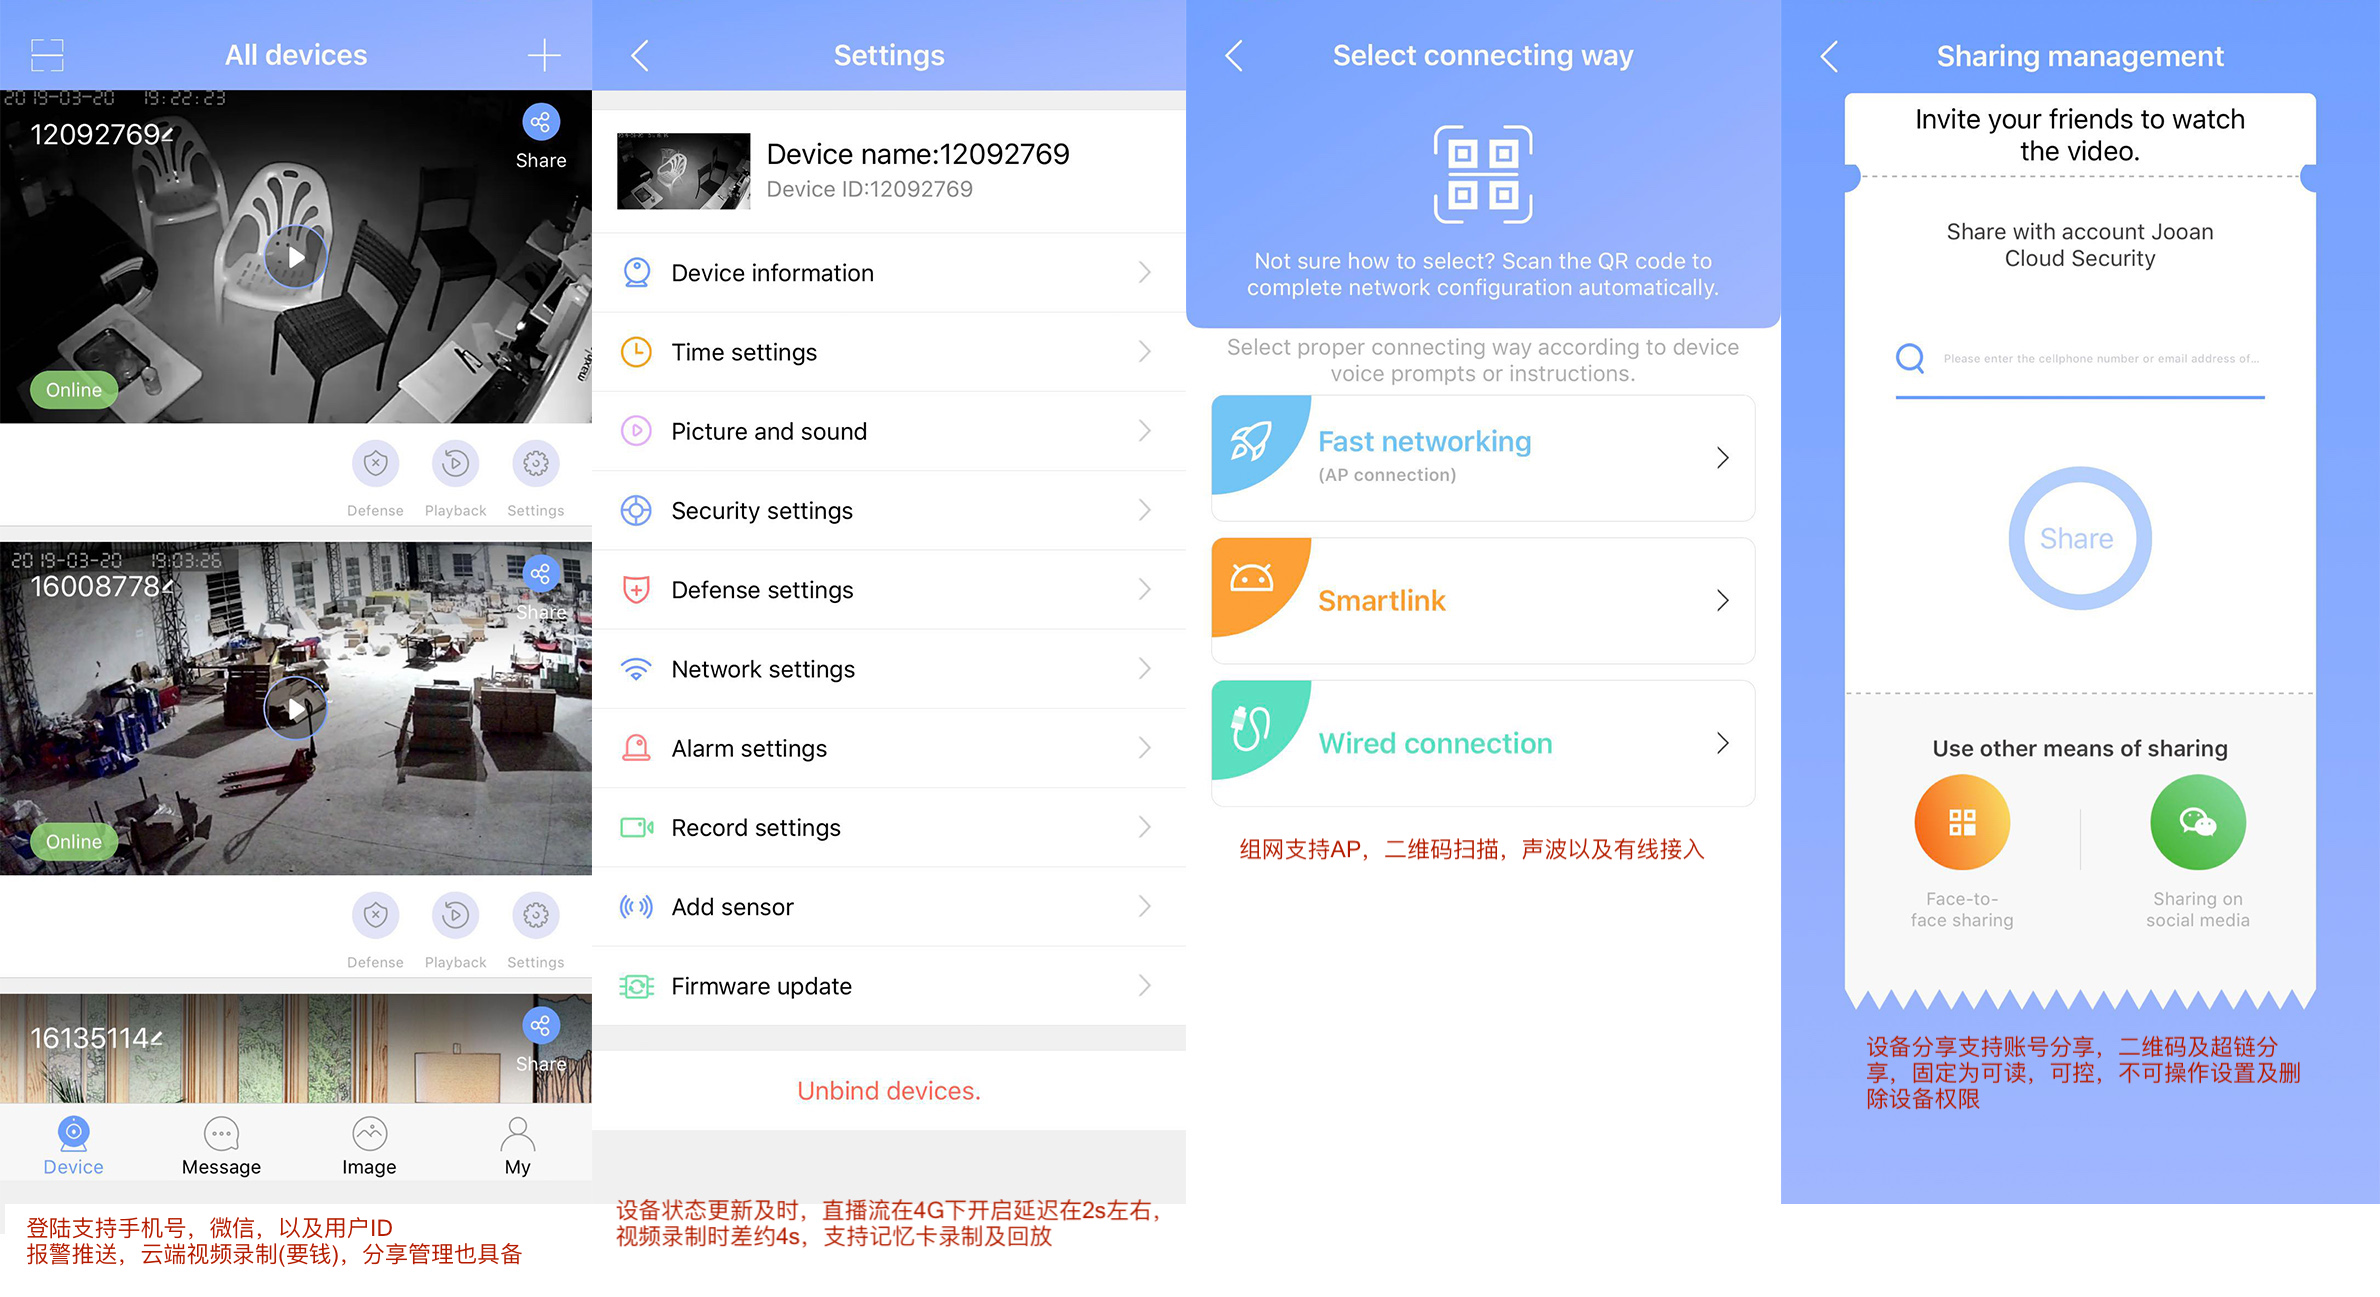 All devices
2019-03-20 19:22:23
12092769
Share
Online
Defense
Playback
Settings
2019-03-20 19:03:26
16008778
Share
Online
Defense
Playback
Settings
16135114
Share
Device
Message
Image
My
登陆支持手机号，微信，以及用户ID
报警推送，云端视频录制(要钱)，分享管理也具备
Settings
Device name:12092769
Device ID:12092769
Device information
Time settings
Picture and sound
Security settings
Defense settings
Network settings
Alarm settings
Record settings
Add sensor
Firmware update
Unbind devices.
设备状态更新及时，直播流在4G下开启延迟在2s左右，
视频录制时差约4s，支持记忆卡录制及回放
Select connecting way
Not sure how to select? Scan the QR code to
complete network configuration automatically.
Select proper connecting way according to device
voice prompts or instructions.
Fast networking
(AP connection)
Smartlink
Wired connection
组网支持AP，二维码扫描，声波以及有线接入
Sharing management
Invite your friends to watch
the video.
Share with account Jooan
Cloud Security
Please enter the cellphone number or email address of...
Share
Use other means of sharing
Face-to-
face sharing
Sharing on
social media
设备分享支持账号分享，二维码及超链分
享，固定为可读，可控，不可操作设置及删
除设备权限